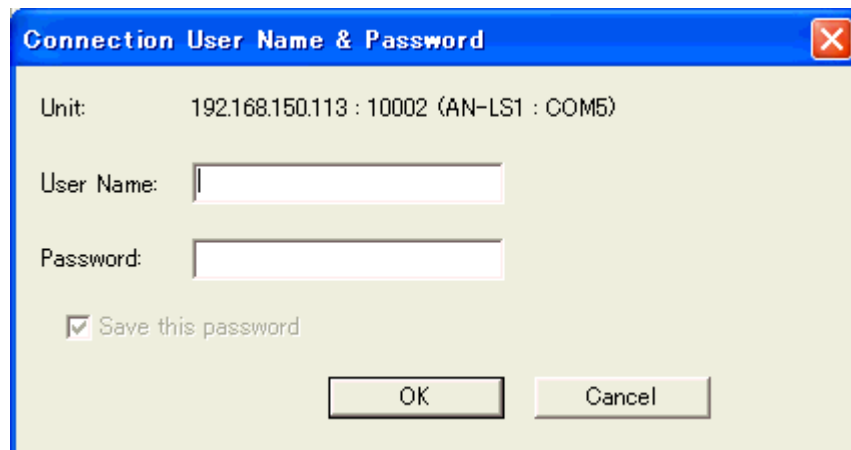 Connection User Name & Password
Unit: 192.168.150.113 : 10002 (AN-LS1 : COM5)
User Name:
Password:
Save this password
OK Cancel